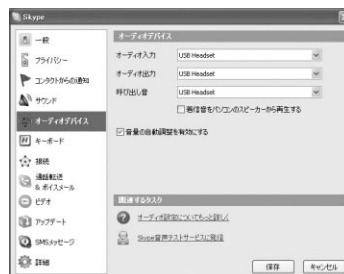 Skype
一般
プライバシー
コンタクトからの通知
サウンド
オーディオデバイス
キーボード
接続
通話転送
& ボイスメール
ビデオ
アップデート
SMSメッセージ
詳細
オーディオデバイス
オーディオ入力 USB Headset
オーディオ出力 USB Headset
呼び出し音 USB Headset
着信音をパソコンのスピーカーから再生する
音量の自動調整を有効にする
関連するタスク
オーディオ設定についてもっと詳しく
Skype音声テストサービスに発信
保存 キャンセル